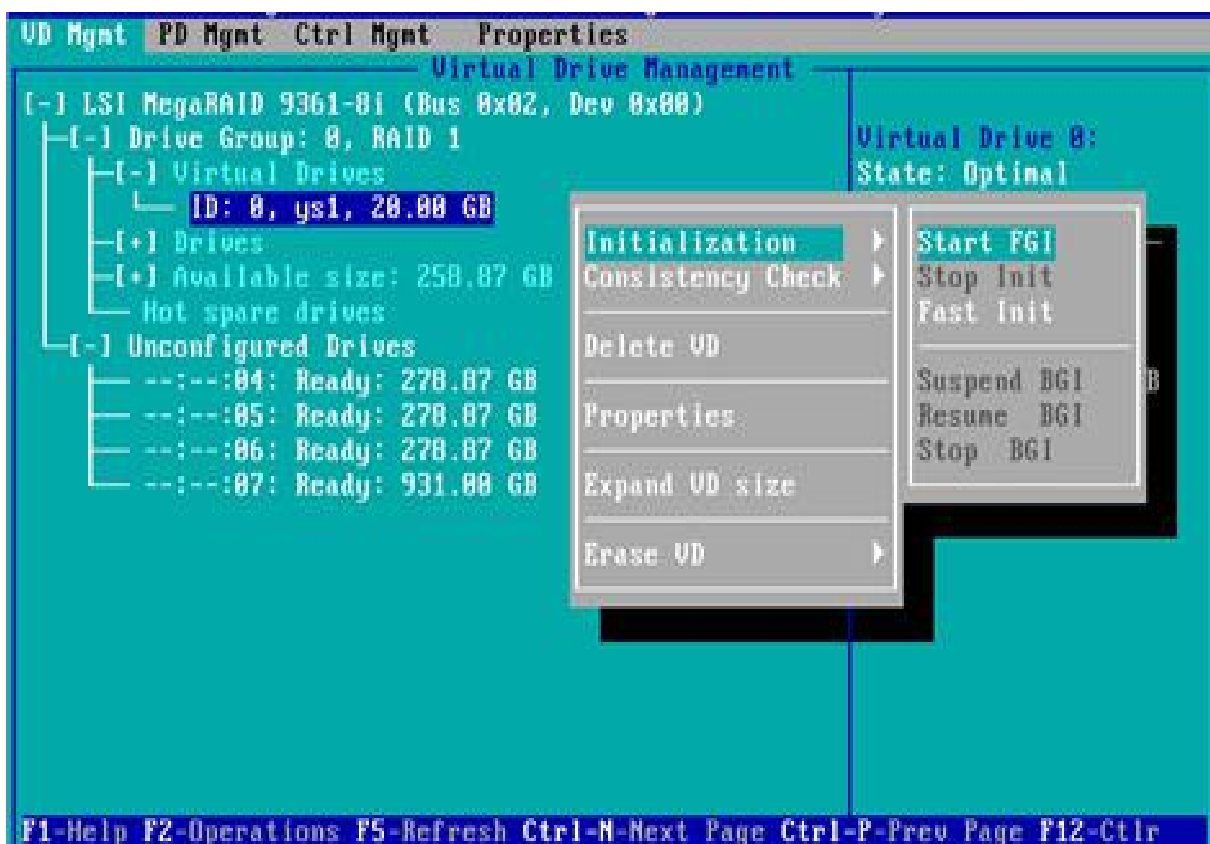 VD Mgmt PD Mgmt Ctrl Mgmt Properties
Virtual Drive Management
[-] LSI MegaRAID 9361-8i (Bus 0x02, Dev 0x00)
[-] Drive Group: 0, RAID 1
[-] Virtual Drives
ID: 0, ys1, 20.00 GB
[+] Drives
[+] Available size: 258.87 GB
Hot spare drives
[-] Unconfigured Drives
--:--:04: Ready: 278.87 GB
--:--:05: Ready: 278.87 GB
--:--:06: Ready: 278.87 GB
--:--:07: Ready: 931.00 GB
Virtual Drive 0:
State: Optimal
Initialization
Consistency Check
Delete VD
Properties
Expand VD size
Erase VD
Start FGI
Stop Init
Fast Init
Suspend BGI
Resume BGI
Stop BGI
B
F1-Help F2-Operations F5-Refresh Ctrl-N-Next Page Ctrl-P-Prev Page F12-Ctlr